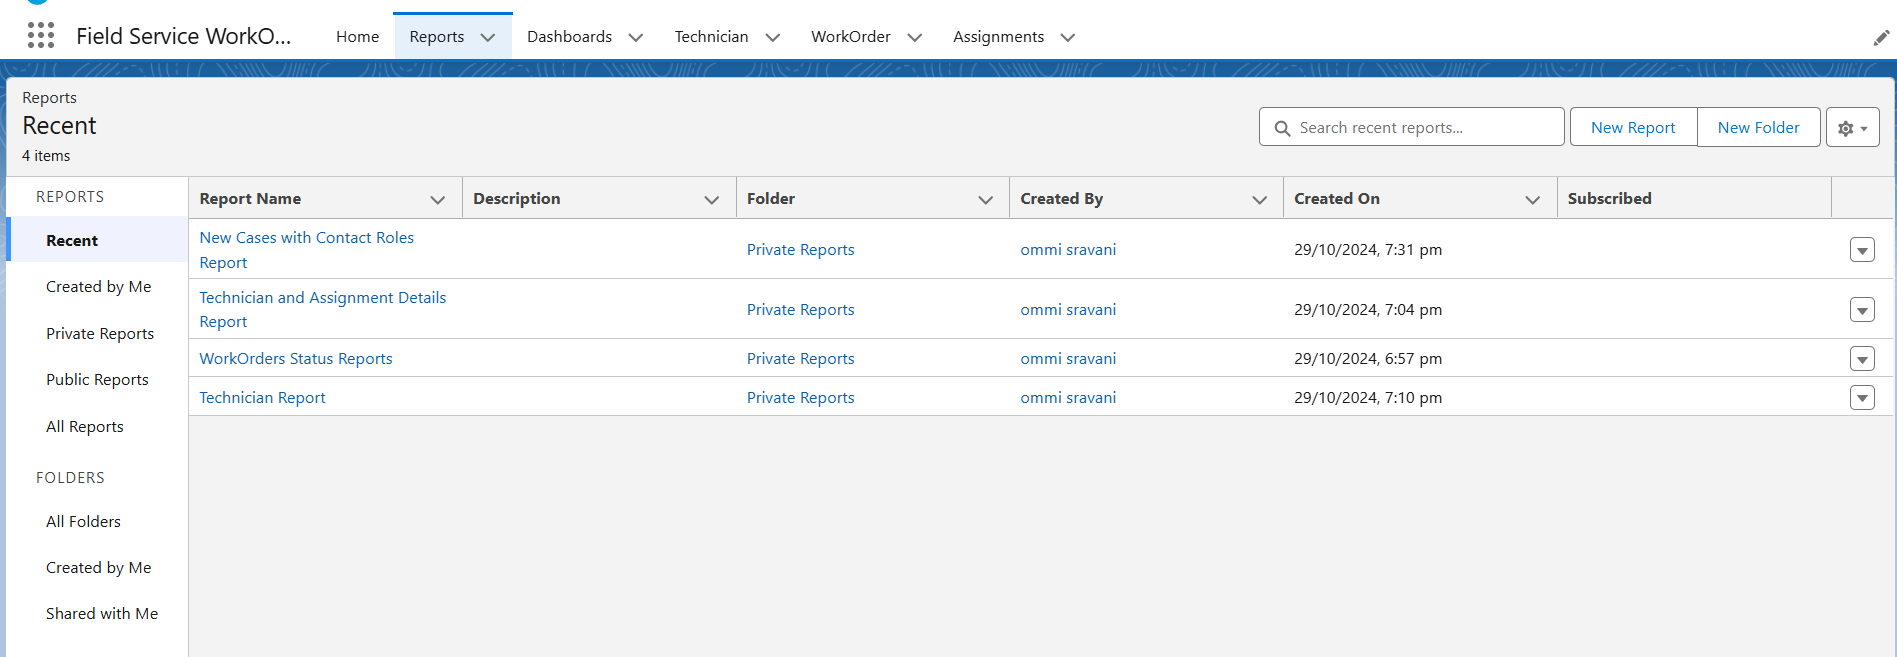 Field Service WorkO...
Home
Reports
Dashboards
Technician
WorkOrder
Assignments
Reports
Recent
4 items
Search recent reports...
New Report
New Folder
REPORTS
Recent
Created by Me
Private Reports
Public Reports
All Reports
FOLDERS
All Folders
Created by Me
Shared with Me
Report Name
Description
Folder
Created By
Created On
Subscribed
New Cases with Contact Roles
Report
Private Reports
ommi sravani
29/10/2024, 7:31 pm
Technician and Assignment Details
Report
Private Reports
ommi sravani
29/10/2024, 7:04 pm
WorkOrders Status Reports
Private Reports
ommi sravani
29/10/2024, 6:57 pm
Technician Report
Private Reports
ommi sravani
29/10/2024, 7:10 pm